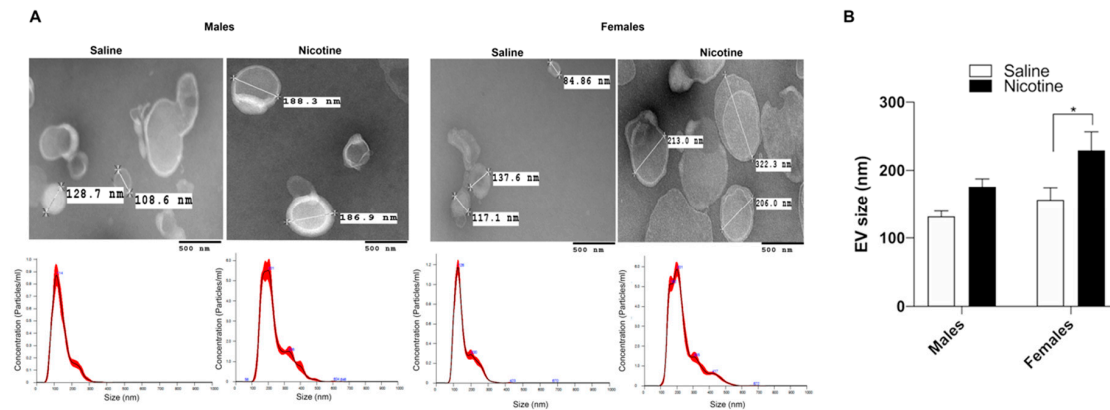 A
Males
Females
Saline
Nicotine
Saline
Nicotine
128.7 nm
108.6 nm
500 nm
188.3 nm
186.9 nm
500 nm
84.86 nm
137.6 nm
117.1 nm
500 nm
213.0 nm
322.3 nm
206.0 nm
500 nm
Concentration (Particles/ml)
Size (nm)
Concentration (Particles/ml)
Size (nm)
Concentration (Particles/ml)
Size (nm)
Concentration (Particles/ml)
Size (nm)
B
Saline
Nicotine
*
EV size (nm)
300
200
100
0
Males
Females